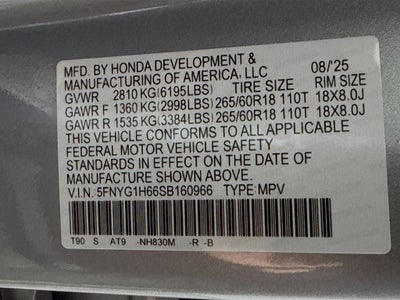 MFD. BY HONDA DEVELOPMENT & 08/'25
MANUFACTURING OF AMERICA, LLC
GVWR 2810 KG(6195LBS) TIRE SIZE RIM SIZE
GAWR F 1360 KG(2998LBS) 265/60R18 110T 18X8.0J
GAWR R 1535 KG(3384LBS) 265/60R18 110T 18X8.0J
THIS VEHICLE CONFORMS TO ALL APPLICABLE
FEDERAL MOTOR VEHICLE SAFETY
STANDARDS IN EFFECT ON THE DATE OF
MANUFACTURE SHOWN ABOVE.
V.I.N.:5FNYG1H66SB160966 TYPE:MPV
T90 S AT9 -NH830M -R -B